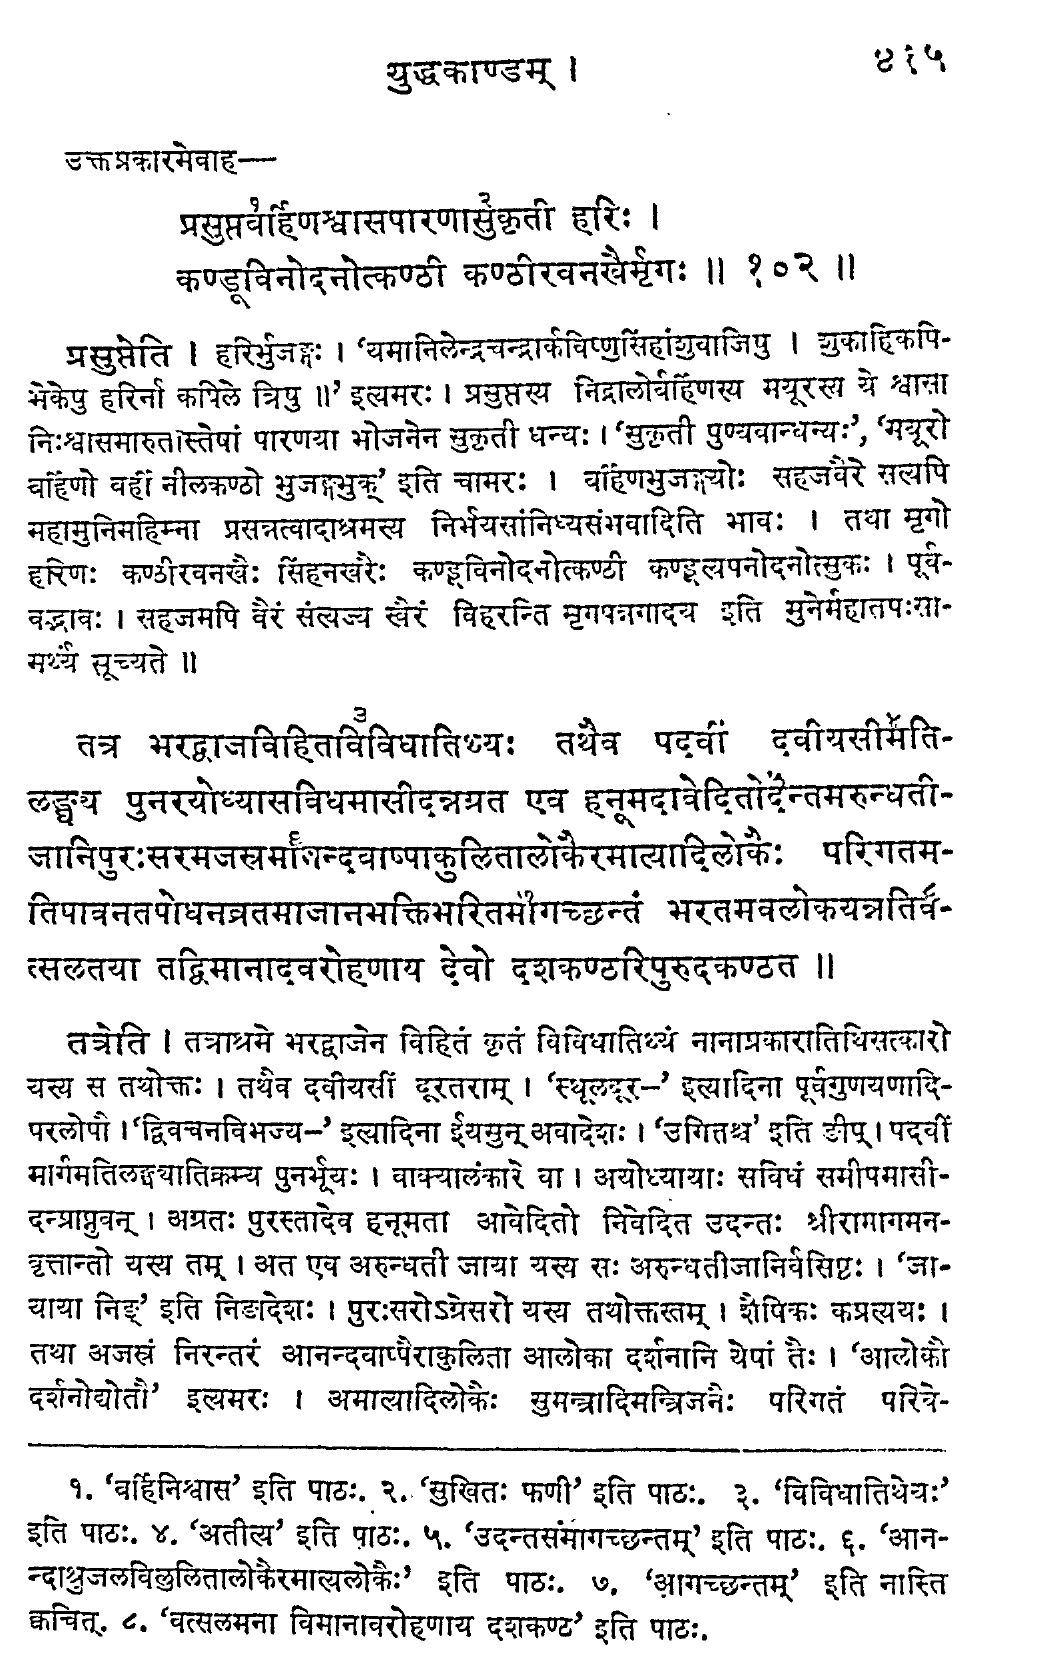 युद्धकाण्डम् ।
४१५
उक्तप्रकारमेवाह—
प्रसुप्तबर्हिणश्वासपारणासुकृती हरिः ।
कण्डूविनोदनोत्कण्ठी कण्ठीरवनखैर्मृगः ॥ १०२ ॥
प्रसुप्तेति । हरिर्भुजङ्गः । ‘यमानिलेन्द्रचन्द्रार्कविष्णुसिंहांशुवाजिषु । शुकाहिकपि-
भेकेषु हरिर्ना कपिले त्रिषु ॥’ इत्यमरः । प्रसुप्तस्य निद्रालोर्बर्हिणस्य मयूरस्य ये श्वासा
निःश्वासमारुतास्तेषां पारणया भोजनेन सुकृती धन्यः । ‘सुकृती पुण्यवान्धन्यः’, ‘मयूरो
बर्हिणो बर्ही नीलकण्ठो भुजङ्गभुक्’ इति चामरः । बर्हिणभुजङ्गयोः सहजवैरे सत्यपि
महामुनिमहिम्ना प्रसन्नत्वादाश्रमस्य निर्भयसांनिध्यसंभवादिति भावः । तथा मृगो
हरिणः कण्ठीरवनखैः सिंहनखरैः कण्डूविनोदनोत्कण्ठी कण्डूत्यपनोदनोत्सुकः । पूर्व-
वद्भावः । सहजमपि वैरं संत्यज्य स्वैरं विहरन्ति मृगपन्नगादय इति मुनेर्महातपःसा-
मर्थ्यं सूच्यते ॥
तत्र भरद्वाजविहितविविधातिथ्यः तथैव पदवीं दवीयसीमति-
लङ्घ्य पुनरयोध्यासविधमासीदन्नग्रत एव हनूमदावेदितोदन्तमरुन्धती-
जानिपुरःसरमजस्रमानन्दबाष्पाकुलितालोकैरमात्यादिलोकैः परिगतम-
तिपावनतपोधनव्रतमाजानभक्तिभरितमागच्छन्तं भरतमवलोकयन्नतिव-
त्सलतया तद्विमानादवरोहणाय देवो दशकण्ठरिपुरुदकण्ठत ॥
तत्रेति । तत्राश्रमे भरद्वाजेन विहितं कृतं विविधातिथ्यं नानाप्रकारातिथिसत्कारो
यस्य स तथोक्तः । तथैव दवीयसीं दूरतराम् । ‘स्थूलदूर–’ इत्यादिना पूर्वगुणयणादि-
परलोपौ । ‘द्विवचनविभज्य–’ इत्यादिना ईयसुन् अवादेशः । ‘उगितश्च’ इति ङीप् । पदवीं
मार्गमतिलङ्घ्यातिक्रम्य पुनर्भूयः । वाक्यालंकारे वा । अयोध्यायाः सविधं समीपमासी-
दन्प्राप्नुवन् । अग्रतः पुरस्तादेव हनूमता आवेदितो निवेदित उदन्तः श्रीरामागमन-
वृत्तान्तो यस्य तम् । अत एव अरुन्धती जाया यस्य सः अरुन्धतीजानिर्वसिष्ठः । ‘जा-
याया निङ्’ इति निङादेशः । पुरःसरोऽग्रेसरो यस्य तथोक्तस्तम् । शैषिकः कप्रत्ययः ।
तथा अजस्रं निरन्तरं आनन्दबाष्पैराकुलिता आलोका दर्शनानि येषां तैः । ‘आलोकौ
दर्शनोद्योतौ’ इत्यमरः । अमात्यादिलोकैः सुमन्त्रादिमन्त्रिजनैः परिगतं परिवे-
१. ‘बर्हिनिश्वास’ इति पाठः. २. ‘सुखितः फणी’ इति पाठः. ३. ‘विविधातिथेयः’
इति पाठः. ४. ‘अतीत्य’ इति पाठः. ५. ‘उदन्तसंमागच्छन्तम्’ इति पाठः. ६. ‘आन-
न्दाश्रुजलविलुलितालोकैरमात्यलोकैः’ इति पाठः. ७. ‘आगच्छन्तम्’ इति नास्ति
क्वचित्. ८. ‘वत्सलमना विमानावरोहणाय दशकण्ठ’ इति पाठः.